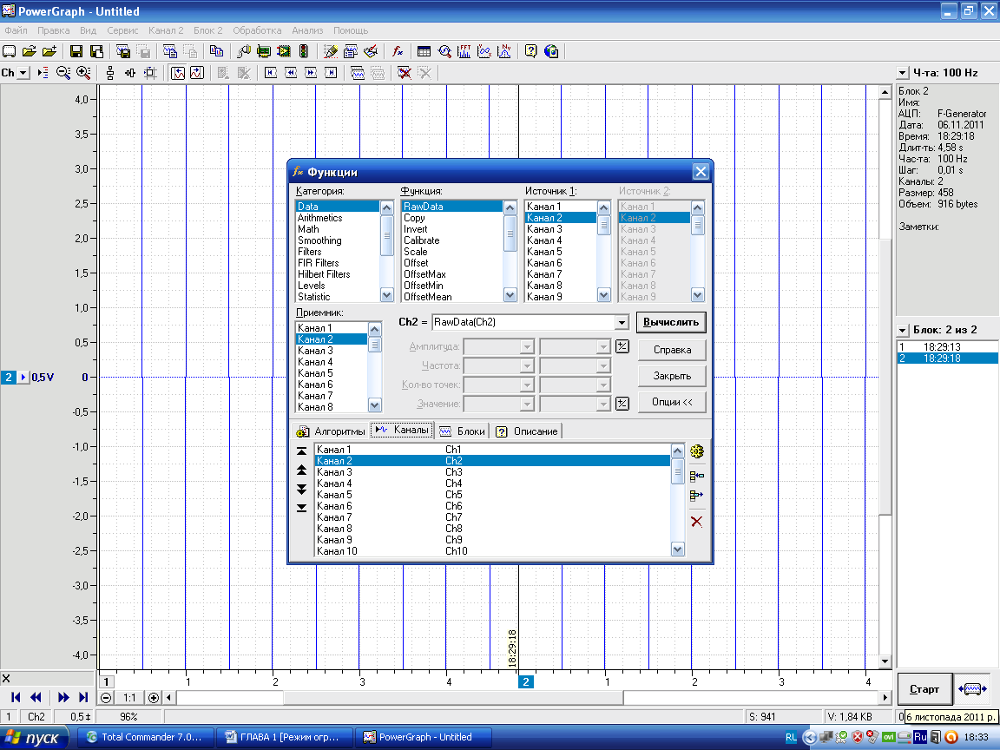 PowerGraph - Untitled
Файл Правка Вид Сервис Канал 2 Блок 2 Обработка Анализ Помощь
Ch
Ч-та: 100 Hz
4,0
3,5
3,0
2,5
2,0
1,5
1,0
0,5
2 0,5V 0
-0,5
-1,0
-1,5
-2,0
-2,5
-3,0
-3,5
-4,0
18:29:18
1 1 2 3 4 2 1 2 3 4
Функции
Категория: Функция: Источник 1: Источник 2:
Data RawData Канал 1 Канал 1
Arithmetics Copy Канал 2 Канал 2
Math Invert Канал 3 Канал 3
Smoothing Calibrate Канал 4 Канал 4
Filters Scale Канал 5 Канал 5
FIR Filters Offset Канал 6 Канал 6
Hilbert Filters OffsetMax Канал 7 Канал 7
Levels OffsetMin Канал 8 Канал 8
Statistic OffsetMean Канал 9 Канал 9
Приемник:
Канал 1
Канал 2
Канал 3
Канал 4
Канал 5
Канал 6
Канал 7
Канал 8
Ch2 = RawData(Ch2) Вычислить
Амплитуда: Справка
Частота: Закрыть
Кол-во точек:
Значение: Опции <<
Алгоритмы Каналы Блоки Описание
Канал 1 Ch1
Канал 2 Ch2
Канал 3 Ch3
Канал 4 Ch4
Канал 5 Ch5
Канал 6 Ch6
Канал 7 Ch7
Канал 8 Ch8
Канал 9 Ch9
Канал 10 Ch10
Блок 2
Имя:
АЦП: F-Generator
Дата: 06.11.2011
Время: 18:29:18
Длит-ть: 4,58 s
Час-та: 100 Hz
Шаг: 0,01 s
Каналы: 2
Размер: 458
Объем: 916 bytes
Заметки:
Блок: 2 из 2
1 18:29:13
2 18:29:18
Старт
1:1
1 Ch2 0,5 96% S: 941 V: 1,84 KB 0
6 листопада 2011 р.
пуск Total Commander 7.0... ГЛАВА 1 [Режим огр... PowerGraph - Untitled RL ovi Ru 18:33